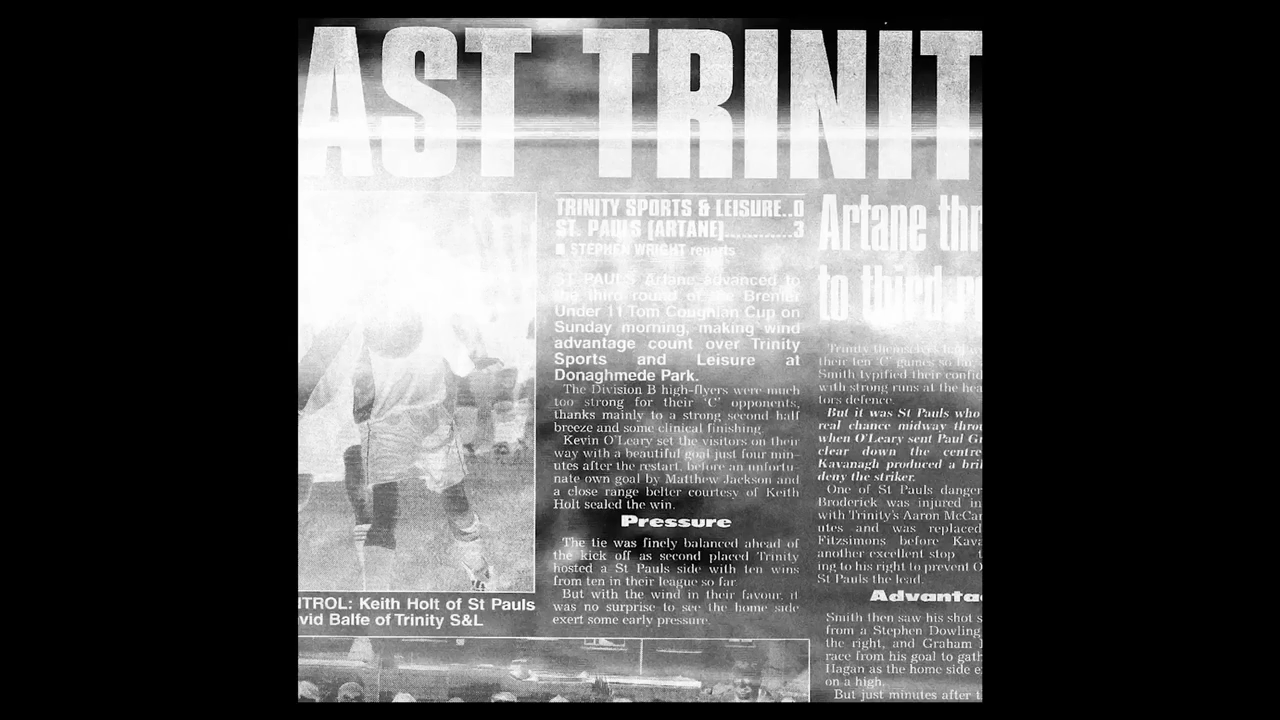 AST TRINIT
TRINITY SPORTS & LEISURE..0
ST. PAULS (ARTANE)............3
■ STEPHEN WRIGHT reports
ST PAULS Artane advanced to
the third round of the Brenfer
Under 11 Tom Coughlan Cup on
Sunday morning, making wind
advantage count over Trinity
Sports and Leisure at
Donaghmede Park.
The Division B high-flyers were much
too strong for their 'C' opponents,
thanks mainly to a strong second half
breeze and some clinical finishing.
Kevin O'Leary set the visitors on their
way with a beautiful goal just four min-
utes after the restart, before an unfortu-
nate own goal by Matthew Jackson and
a close range belter courtesy of Keith
Holt sealed the win.
Pressure
The tie was finely balanced ahead of
the kick off as second placed Trinity
hosted a St Pauls side with ten wins
from ten in their league so far.
But with the wind in their favour, it
was no surprise to see the home side
exert some early pressure.
Artane thr
to third r
Trinity themselves
their ten 'C' games so far,
Smith typified their confid
with strong runs at the hea
tors defence.
But it was St Pauls who
real chance midway throu
when O'Leary sent Paul G
clear down the centre
Kavanagh produced a bril
deny the striker.
One of St Pauls danger
Broderick was injured in
with Trinity's Aaron McCar
utes and was replaced
Fitzsimons before Kava
another excellent stop t
ing to his right to prevent O
St Pauls the lead.
Advanta
Smith then saw his shot s
from a Stephen Dowling
the right, and Graham
race from his goal to gath
Hagan as the home side e
on a high.
But just minutes after t
NTROL: Keith Holt of St Pauls
vid Balfe of Trinity S&L